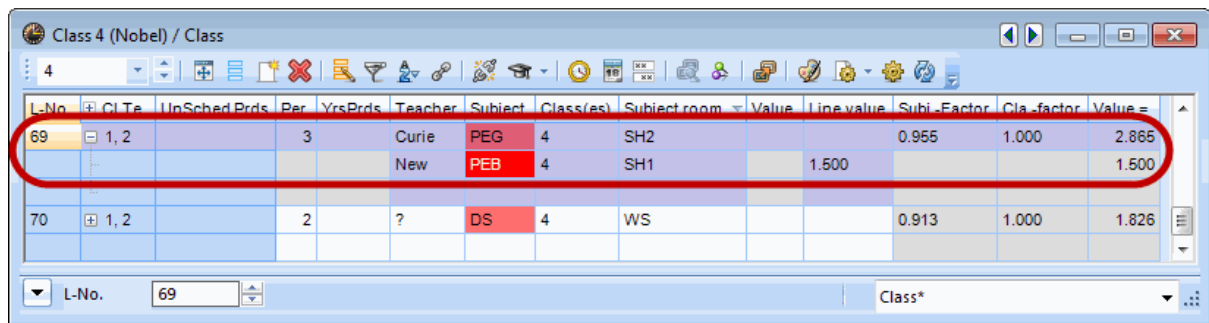 Class 4 (Nobel) / Class
4
L-No. CI,Te. UnSched Prds Per YrsPrds Teacher Subject Class(es) Subject room Value Line value Subj.-Factor Cla.-factor Value =
69 1, 2 3 Curie PEG 4 SH2 0.955 1.000 2.865
New PEB 4 SH1 1.500 1.500
70 1, 2 2 ? DS 4 WS 0.913 1.000 1.826
L-No. 69 Class*